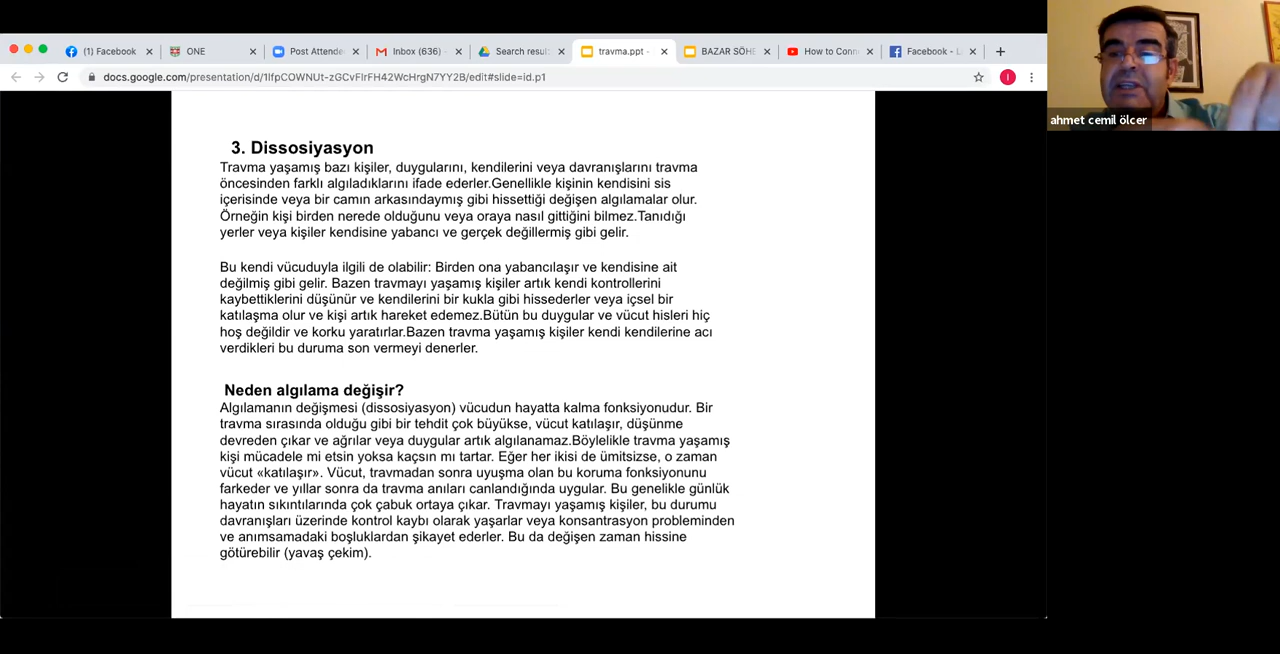 (1) Facebook
ONE
Post Attende
Inbox (636)
Search resul
travma.ppt -
BAZAR SÖHE
How to Conn
Facebook -
docs.google.com/presentation/d/1IfpCOWNUt-zGCvFIrFH42WcHrgN7YY2B/edit#slide=id.p1
I
ahmet cemil ölcer
3. Dissosiyasyon
Travma yaşamış bazı kişiler, duygularını, kendilerini veya davranışlarını travma
öncesinden farklı algıladıklarını ifade ederler.Genellikle kişinin kendisini sis
içerisinde veya bir camın arkasındaymış gibi hissettiği değişen algılamalar olur.
Örneğin kişi birden nerede olduğunu veya oraya nasıl gittiğini bilmez.Tanıdığı
yerler veya kişiler kendisine yabancı ve gerçek değillermiş gibi gelir.
Bu kendi vücuduyla ilgili de olabilir: Birden ona yabancılaşır ve kendisine ait
değilmiş gibi gelir. Bazen travmayı yaşamış kişiler artık kendi kontrollerini
kaybettiklerini düşünür ve kendilerini bir kukla gibi hissederler veya içsel bir
katılaşma olur ve kişi artık hareket edemez.Bütün bu duygular ve vücut hisleri hiç
hoş değildir ve korku yaratırlar.Bazen travma yaşamış kişiler kendi kendilerine acı
verdikleri bu duruma son vermeyi denerler.
Neden algılama değişir?
Algılamanın değişmesi (dissosiyasyon) vücudun hayatta kalma fonksiyonudur. Bir
travma sırasında olduğu gibi bir tehdit çok büyükse, vücut katılaşır, düşünme
devreden çıkar ve ağrılar veya duygular artık algılanamaz.Böylelikle travma yaşamış
kişi mücadele mi etsin yoksa kaçsın mı tartar. Eğer her ikisi de ümitsizse, o zaman
vücut «katılaşır». Vücut, travmadan sonra uyuşma olan bu koruma fonksiyonunu
farkeder ve yıllar sonra da travma anıları canlandığında uygular. Bu genelikle günlük
hayatın sıkıntılarında çok çabuk ortaya çıkar. Travmayı yaşamış kişiler, bu durumu
davranışları üzerinde kontrol kaybı olarak yaşarlar veya konsantrasyon probleminden
ve anımsamadaki boşluklardan şikayet ederler. Bu da değişen zaman hissine
götürebilir (yavaş çekim).